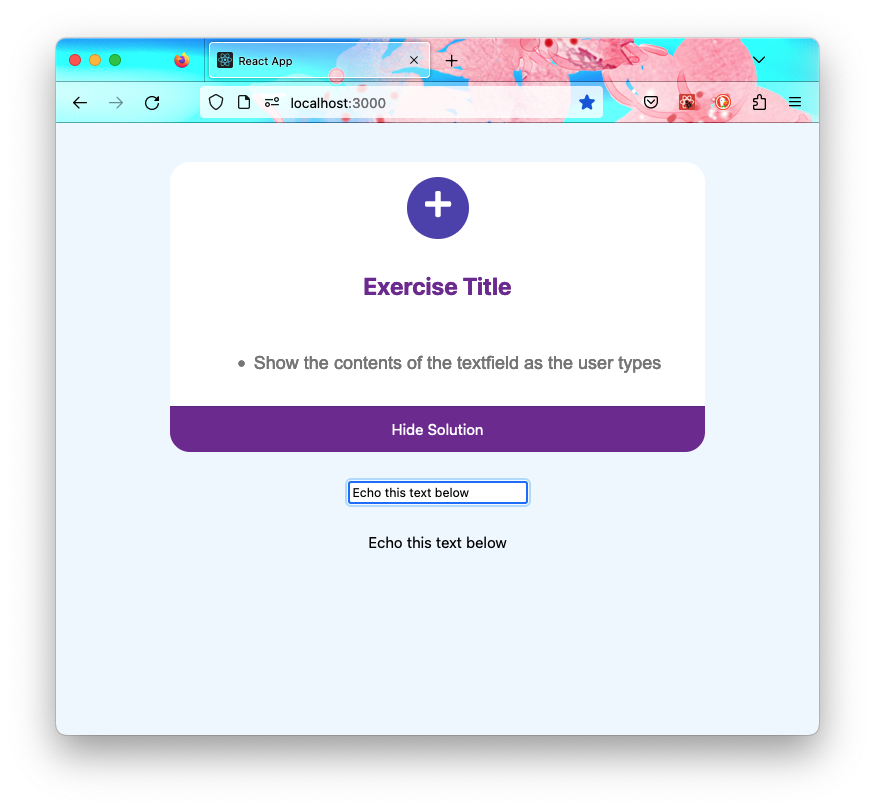 React App
localhost:3000
Exercise Title
Show the contents of the textfield as the user types
Hide Solution
Echo this text below
Echo this text below